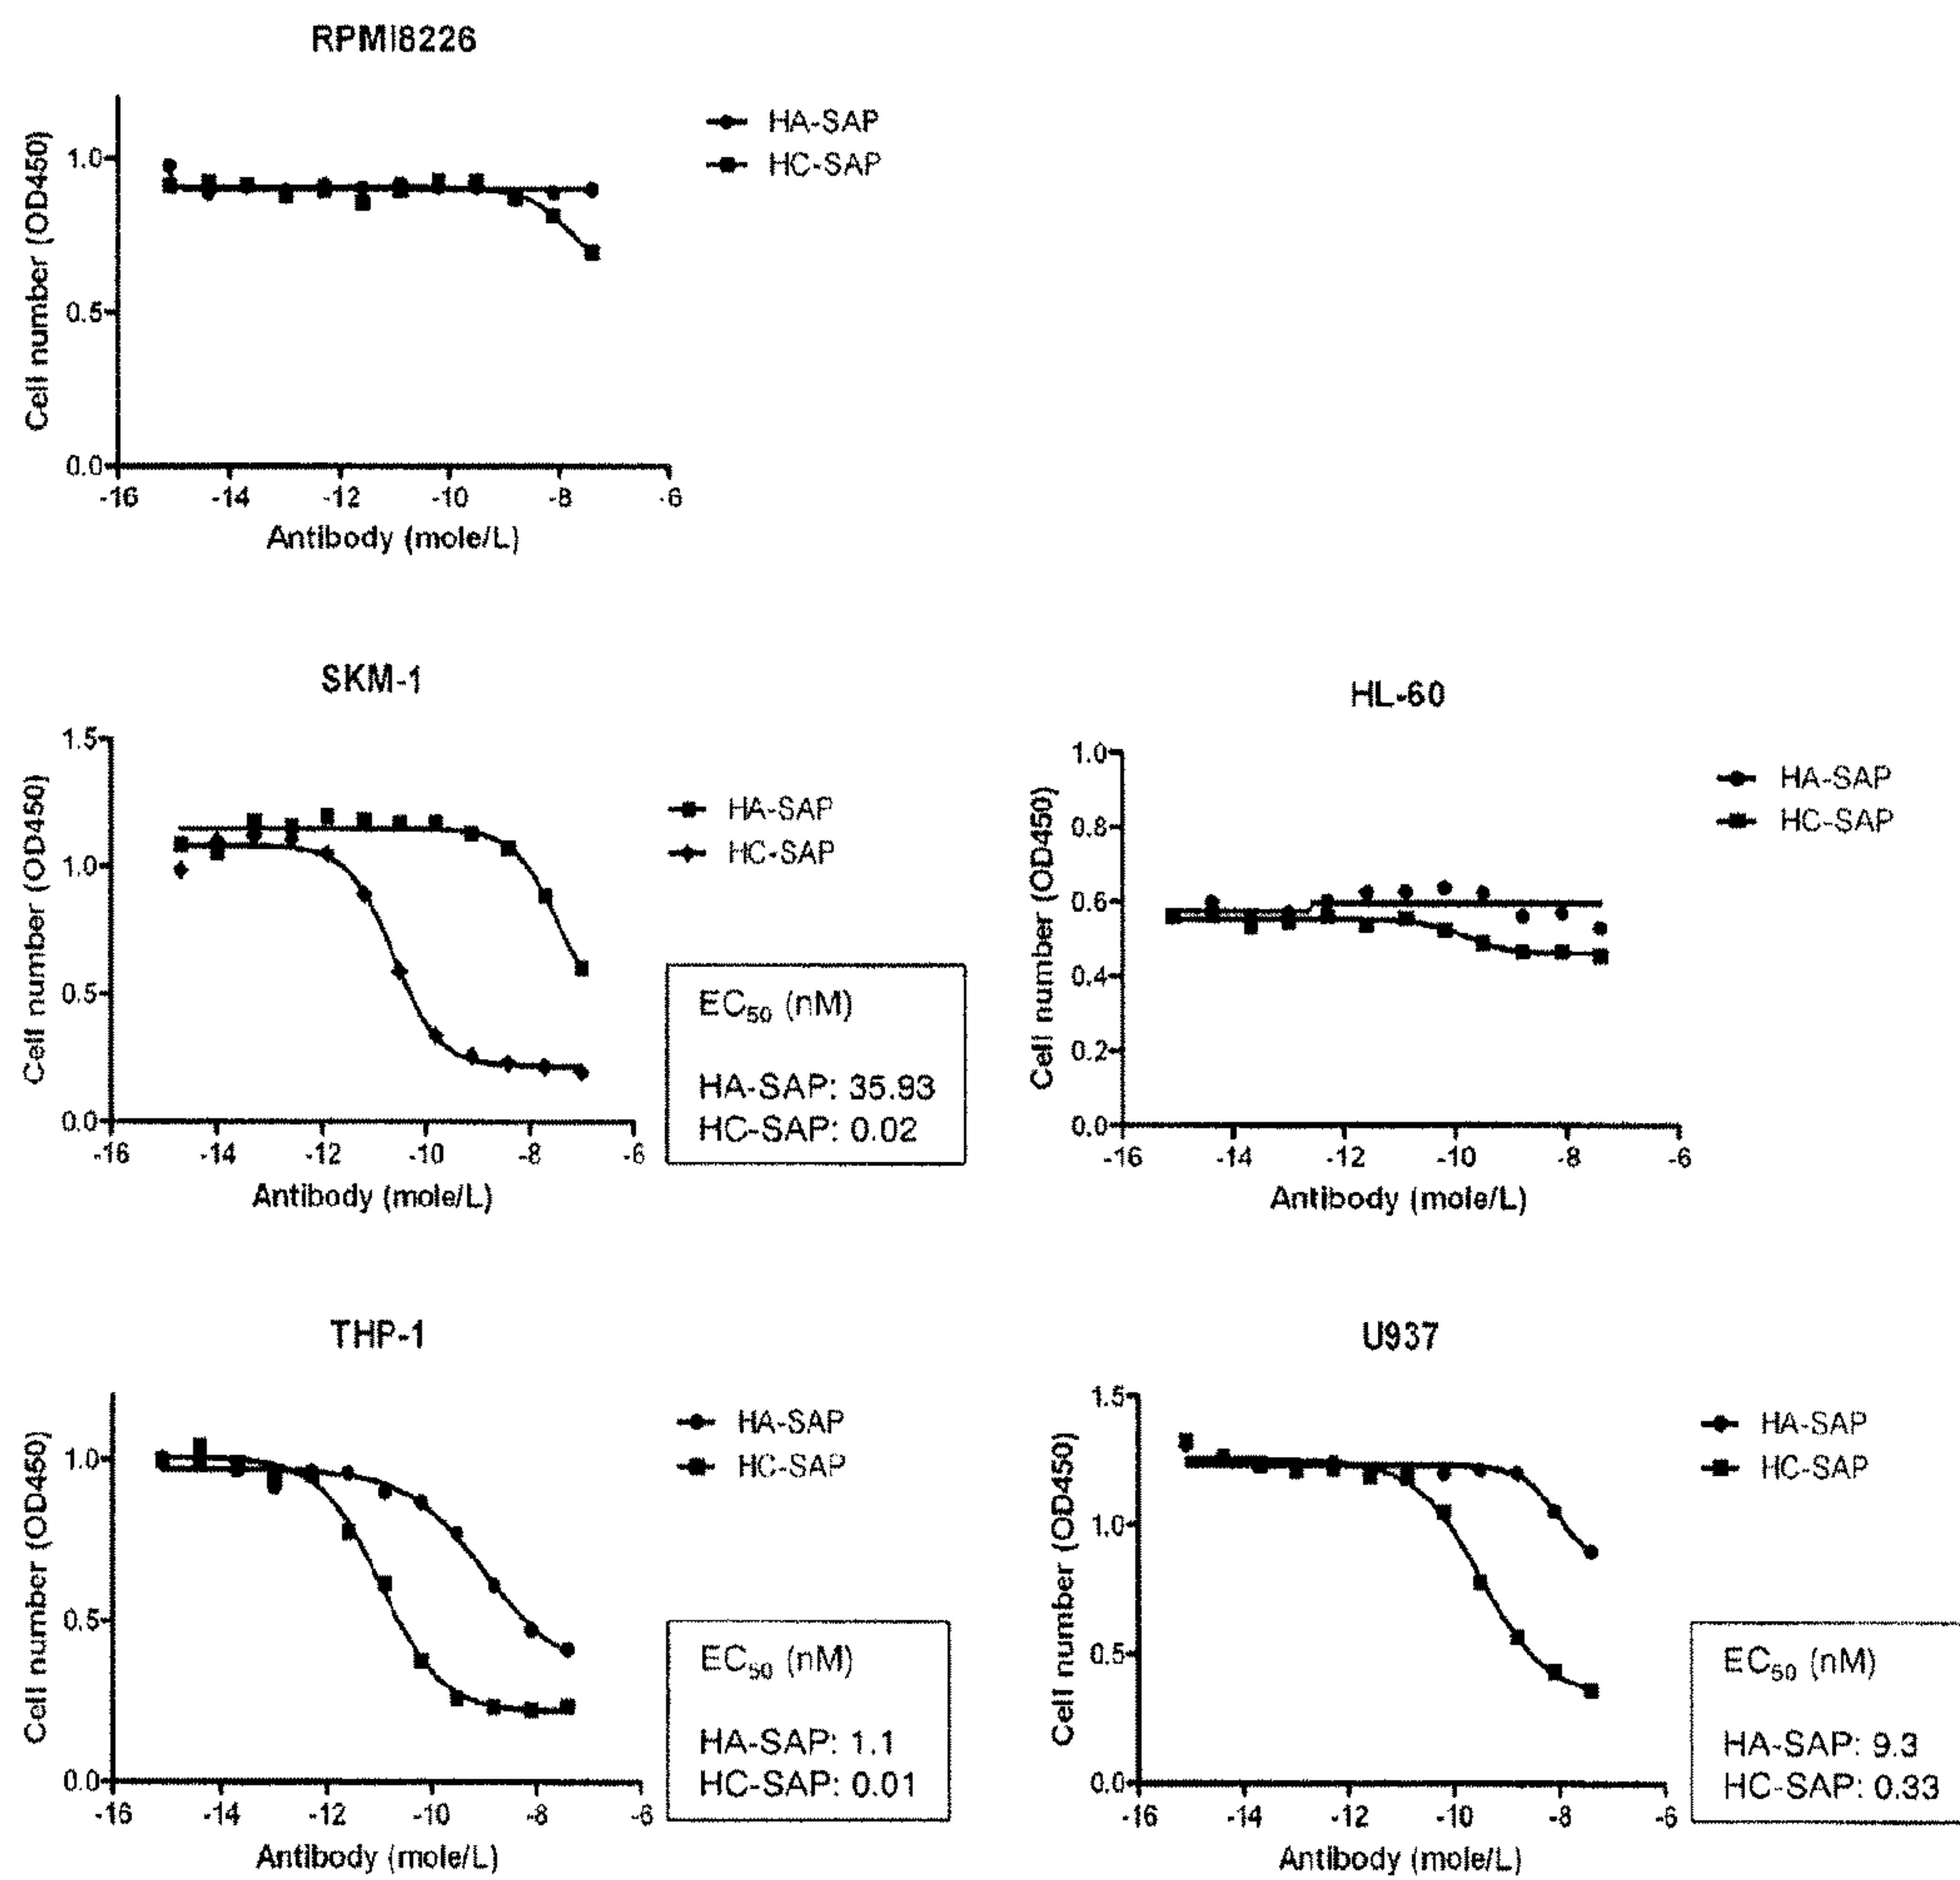 RPMI8226
HA-SAP
HC-SAP
Cell number (OD450)
1.0
0.5
0.0
-16 -14 -12 -10 -8 -6
Antibody (mole/L)
SKM-1
HA-SAP
HC-SAP
Cell number (OD450)
1.5
1.0
0.5
0.0
-16 -14 -12 -10 -8 -6
Antibody (mole/L)
EC50 (nM)
HA-SAP: 35.93
HC-SAP: 0.02
HL-60
HA-SAP
HC-SAP
Cell number (OD450)
1.0
0.8
0.6
0.4
0.2
0.0
-16 -14 -12 -10 -8 -6
Antibody (mole/L)
THP-1
HA-SAP
HC-SAP
Cell number (OD450)
1.0
0.5
0.0
-16 -14 -12 -10 -8 -6
Antibody (mole/L)
EC50 (nM)
HA-SAP: 1.1
HC-SAP: 0.01
U937
HA-SAP
HC-SAP
Cell number (OD450)
1.5
1.0
0.5
0.0
-16 -14 -12 -10 -8 -6
Antibody (mole/L)
EC50 (nM)
HA-SAP: 9.3
HC-SAP: 0.33